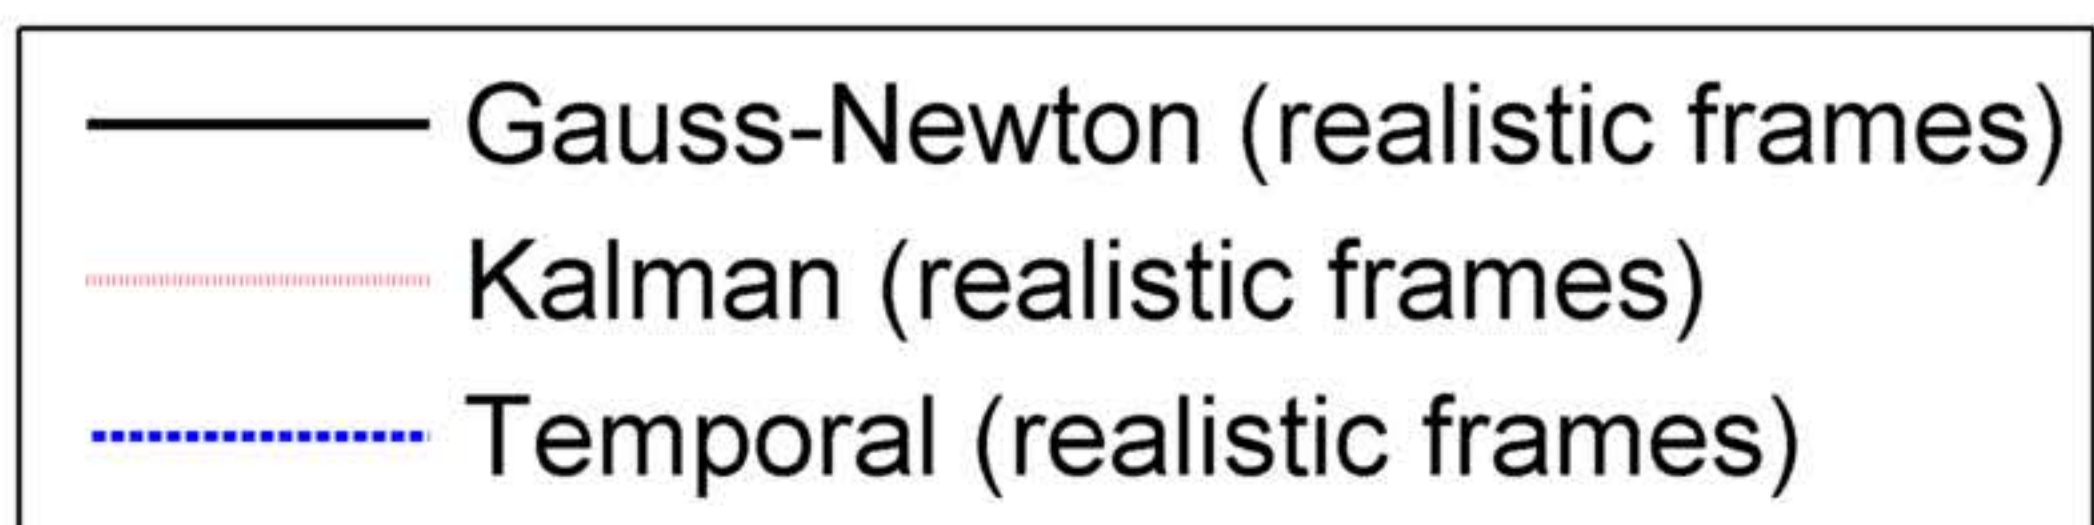 Gauss-Newton (realistic frames)
Kalman (realistic frames)
Temporal (realistic frames)